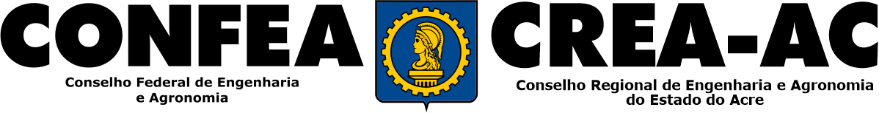 CONFEA
Conselho Federal de Engenharia
e Agronomia
CREA-AC
Conselho Regional de Engenharia e Agronomia
do Estado do Acre